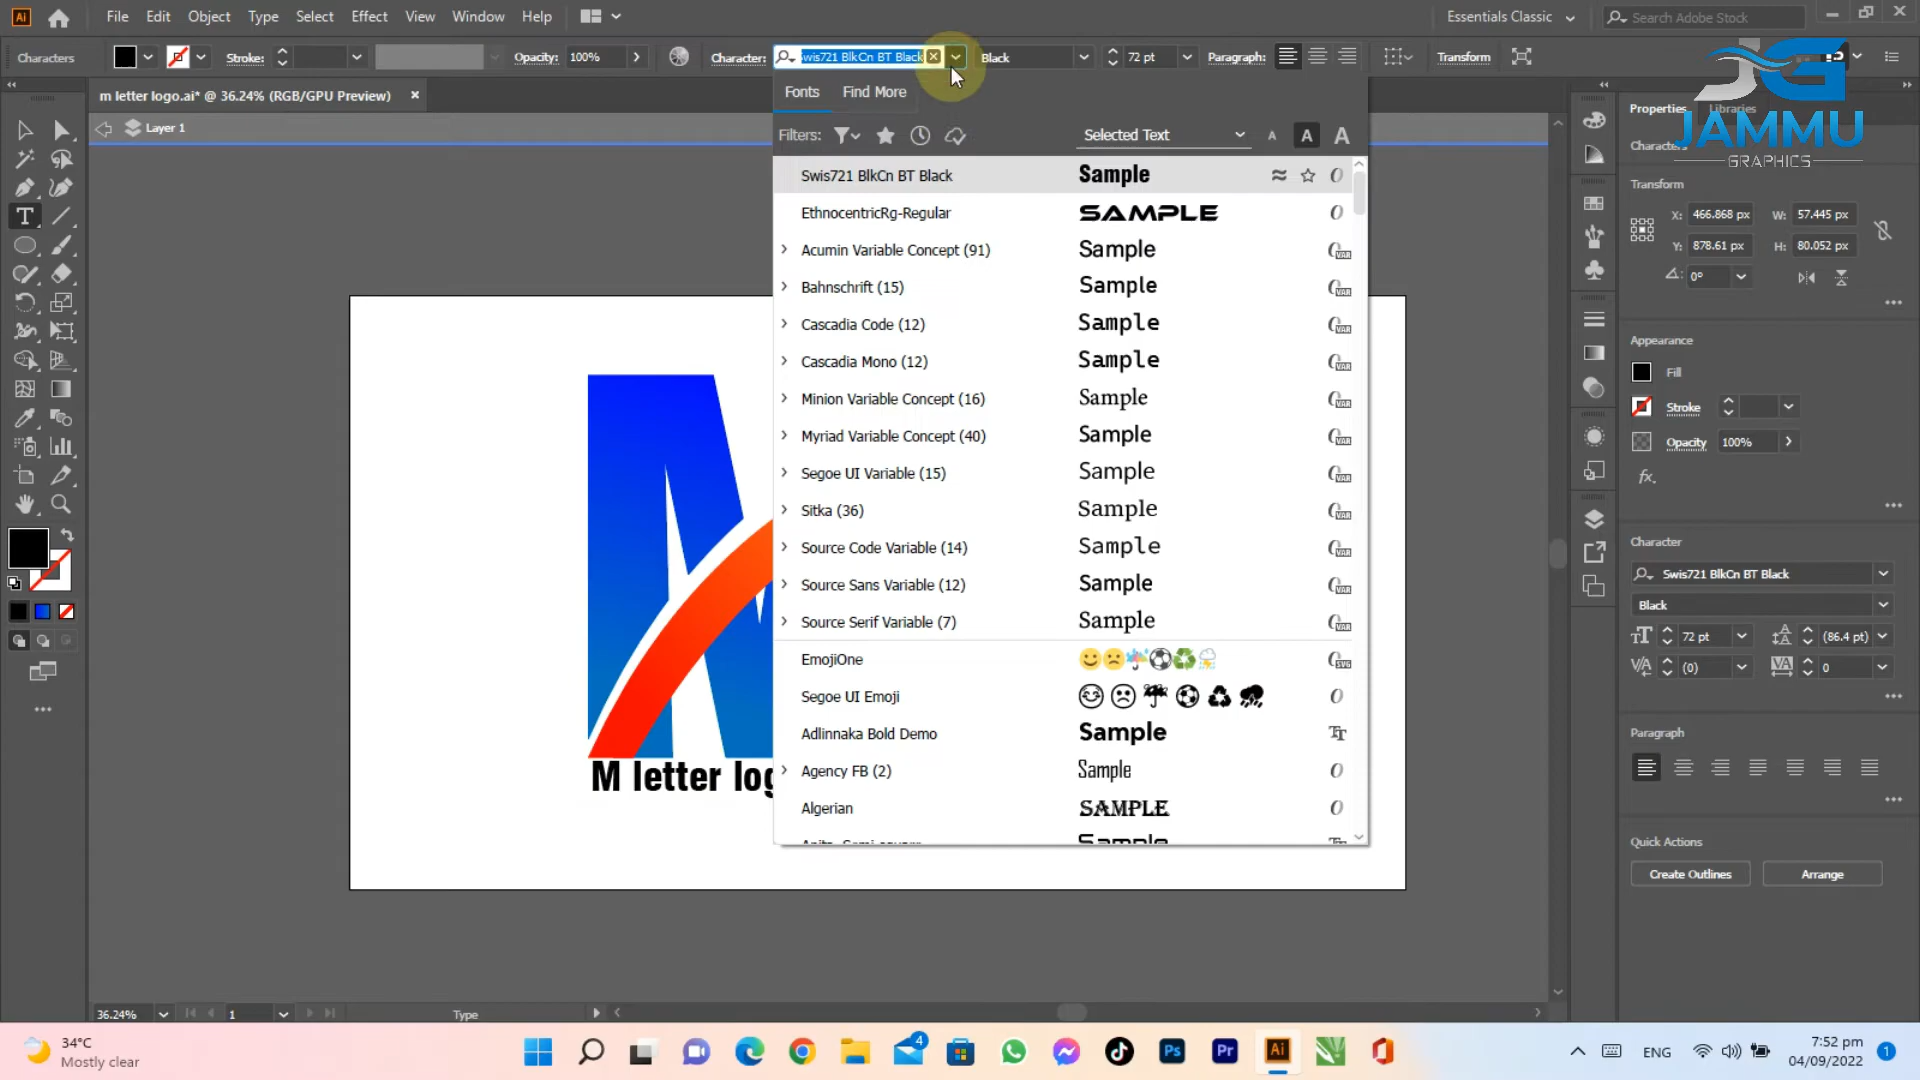 Ai File Edit Object Type Select Effect View Window Help Essentials Classic Search Adobe Stock
Characters Stroke: Opacity: 100% Character: Swis721 BlkCn BT Black Black 72 pt Paragraph: Transform
m letter logo.ai* @ 36.24% (RGB/GPU Preview)
Layer 1
Fonts Find More
Filters: Selected Text A A A
Swis721 BlkCn BT Black Sample
EthnocentricRg-Regular SAMPLE
Acumin Variable Concept (91) Sample
Bahnschrift (15) Sample
Cascadia Code (12) Sample
Cascadia Mono (12) Sample
Minion Variable Concept (16) Sample
Myriad Variable Concept (40) Sample
Segoe UI Variable (15) Sample
Sitka (36) Sample
Source Code Variable (14) Sample
Source Sans Variable (12) Sample
Source Serif Variable (7) Sample
EmojiOne
Segoe UI Emoji
Adlinnaka Bold Demo Sample
Agency FB (2) Sample
Algerian SAMPLE
M letter log
Properties Libraries
JG
JAMMU
GRAPHICS
Transform
X: 466.868 px W: 57.445 px
Y: 878.61 px H: 80.052 px
0°
Appearance
Fill
Stroke
Opacity 100%
fx
Character
Swis721 BlkCn BT Black
Black
72 pt (86.4 pt)
(0) 0
Paragraph
Quick Actions
Create Outlines Arrange
36.24% 1 Type
34°C
Mostly clear
4
Ps Pr Ai
ENG
7:52 pm
04/09/2022
1